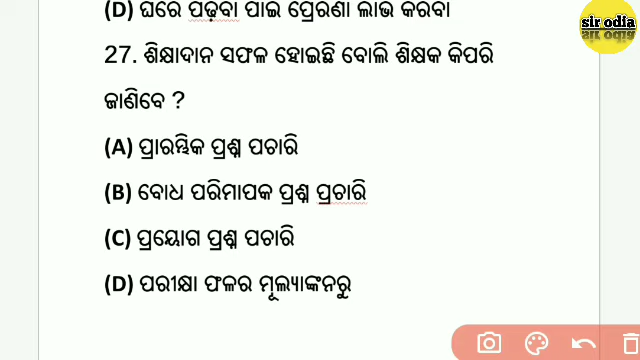 (D) ଘରେ ପଢ଼ିବା ପାଇଁ ପ୍ରେରଣା ଲାଭ କରିବା
sir odia
27. ଶିକ୍ଷାଦାନ ସଫଳ ହୋଇଛି ବୋଲି ଶିକ୍ଷକ କିପରି
ଜାଣିବେ ?
(A) ପ୍ରାରମ୍ଭିକ ପ୍ରଶ୍ନ ପଚାରି
(B) ବୋଧ ପରିମାପକ ପ୍ରଶ୍ନ ପ୍ରଚାରି
(C) ପ୍ରୟୋଗ ପ୍ରଶ୍ନ ପଚାରି
(D) ପରୀକ୍ଷା ଫଳର ମୂଲ୍ୟାଙ୍କନରୁ